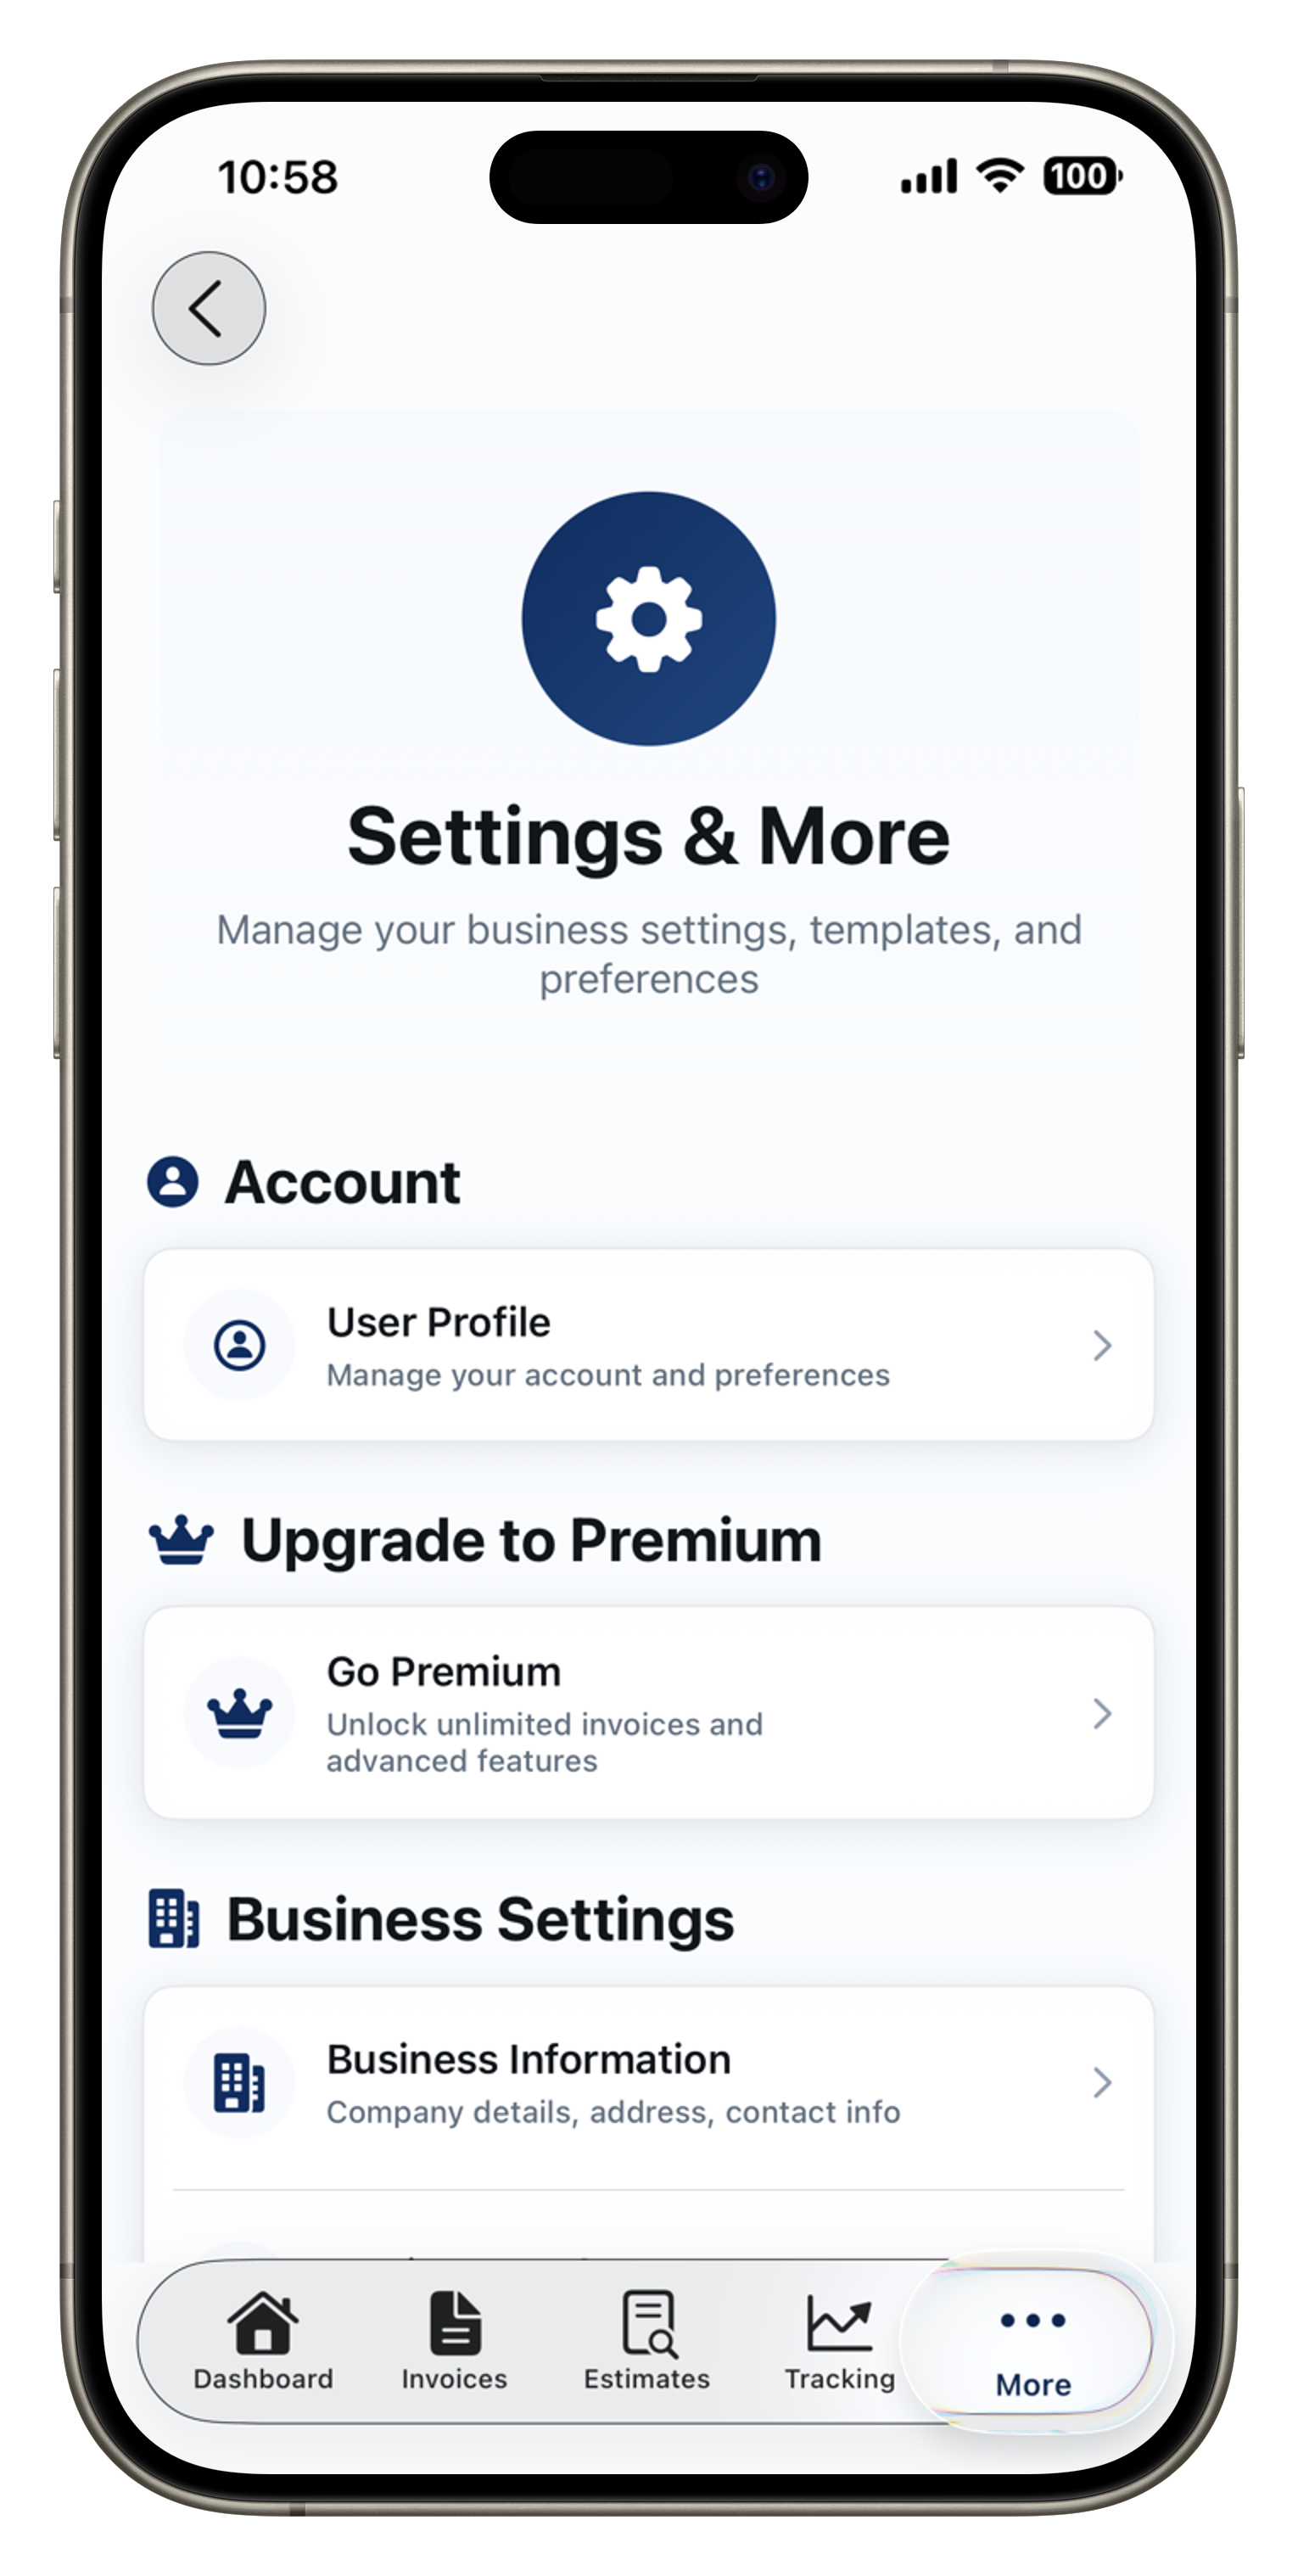 10:58
100
Settings & More
Manage your business settings, templates, and
preferences
Account
User Profile
Manage your account and preferences
Upgrade to Premium
Go Premium
Unlock unlimited invoices and
advanced features
Business Settings
Business Information
Company details, address, contact info
Dashboard
Invoices
Estimates
Tracking
More